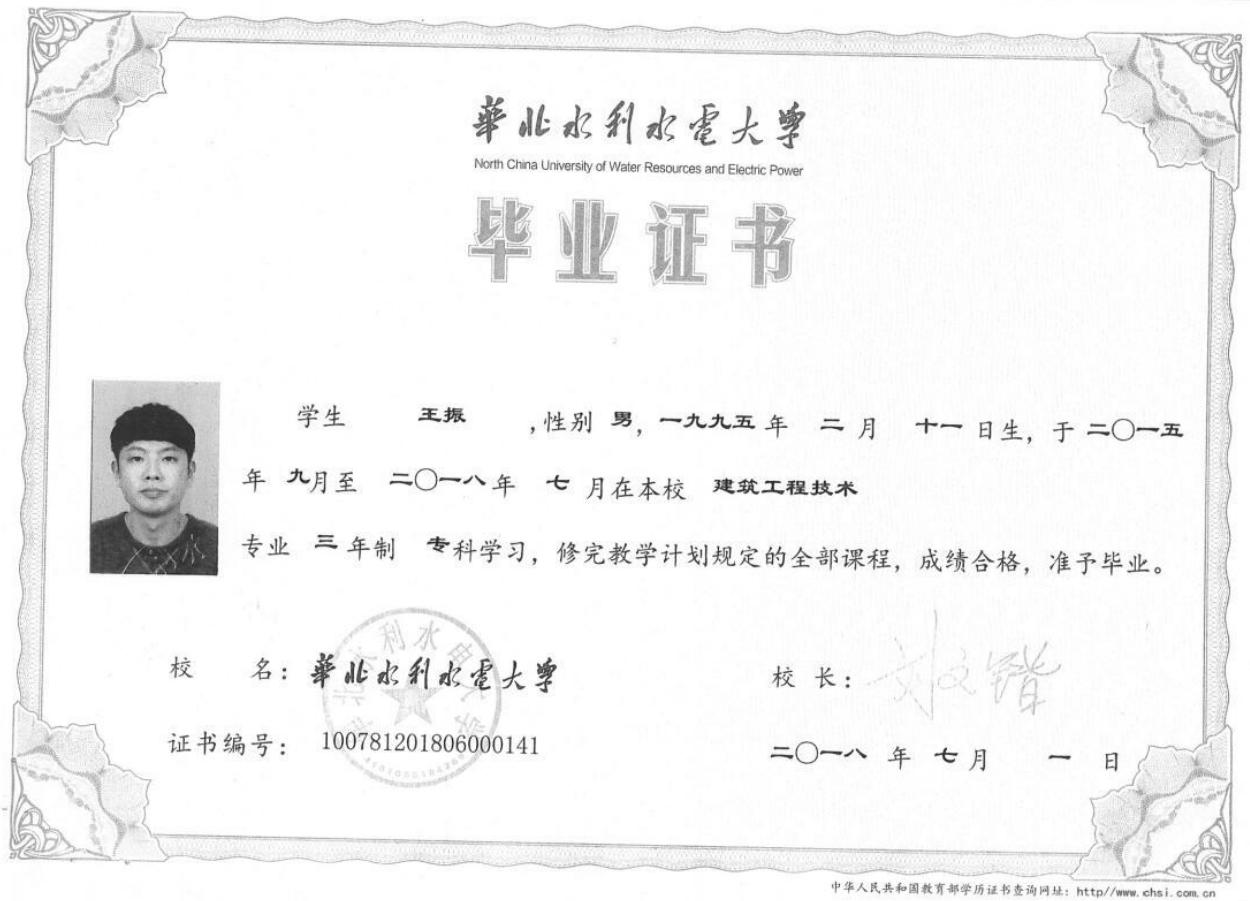 華北水利水電大學
North China University of Water Resources and Electric Power
毕业证书
学生 王振 ,性别 男, 一九九五 年 二 月 十一 日生, 于 二〇一五
年 九月至 二〇一八年 七 月在本校 建筑工程技术
专业 三 年制 专科学习, 修完教学计划规定的全部课程, 成绩合格, 准予毕业。
校 名: 華北水利水電大學
校 长: 刘文锴
证书编号: 100781201806000141
二〇一八 年 七 月 一 日
中华人民共和国教育部学历证书查询网址: http//www.chsi.com.cn